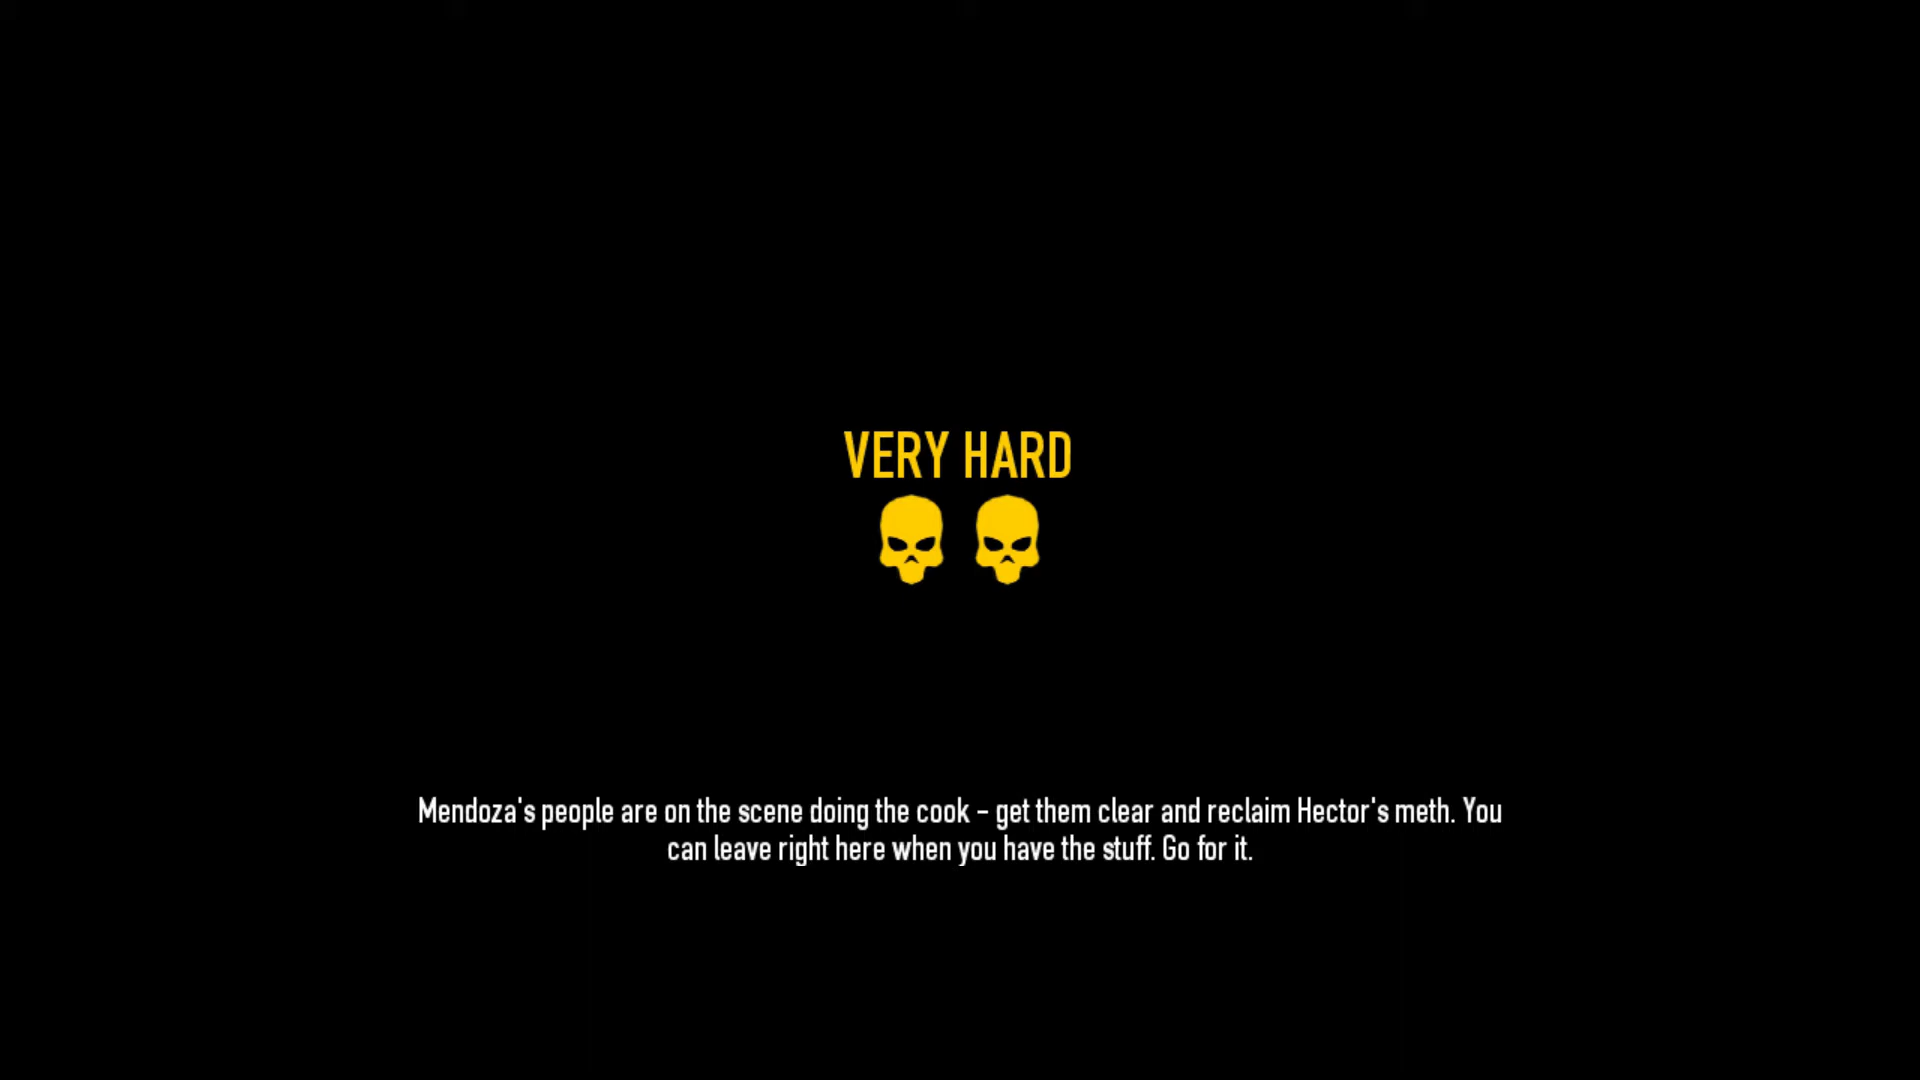 VERY HARD
Mendoza's people are on the scene doing the cook - get them clear and reclaim Hector's meth. You
can leave right here when you have the stuff. Go for it.